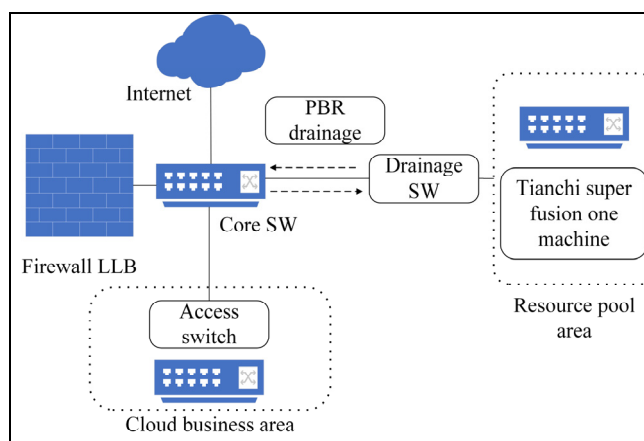 Internet
PBR
drainage
Drainage
SW
Core SW
Firewall LLB
Tianchi super
fusion one
machine
Resource pool
area
Access
switch
Cloud business area